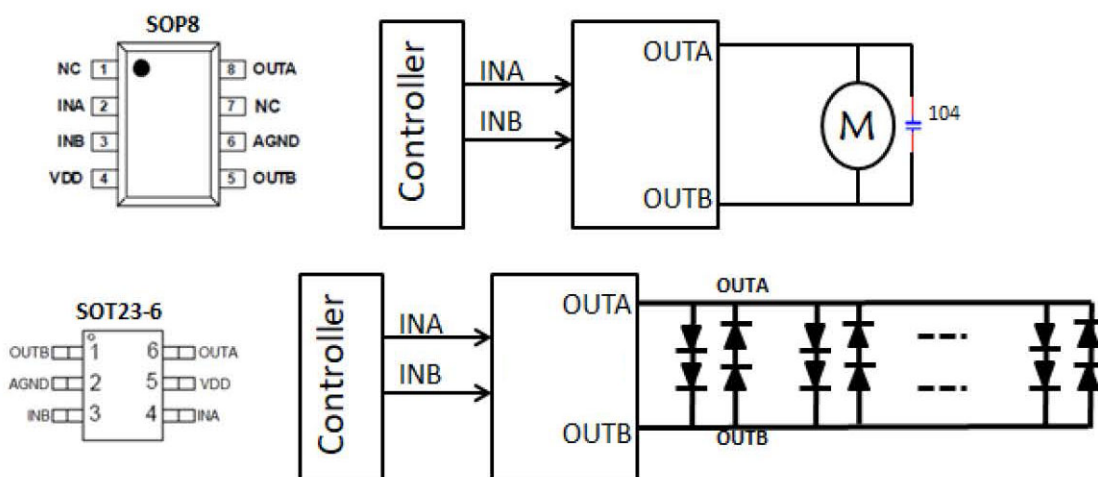 SOP8
NC 1 8 OUTA
INA 2 7 NC
INB 3 6 AGND
VDD 4 5 OUTB
Controller
INA
INB
OUTA
OUTB
M
104
SOT23-6
OUTB 1 6 OUTA
AGND 2 5 VDD
INB 3 4 INA
Controller
INA
INB
OUTA
OUTB
OUTA
OUTB